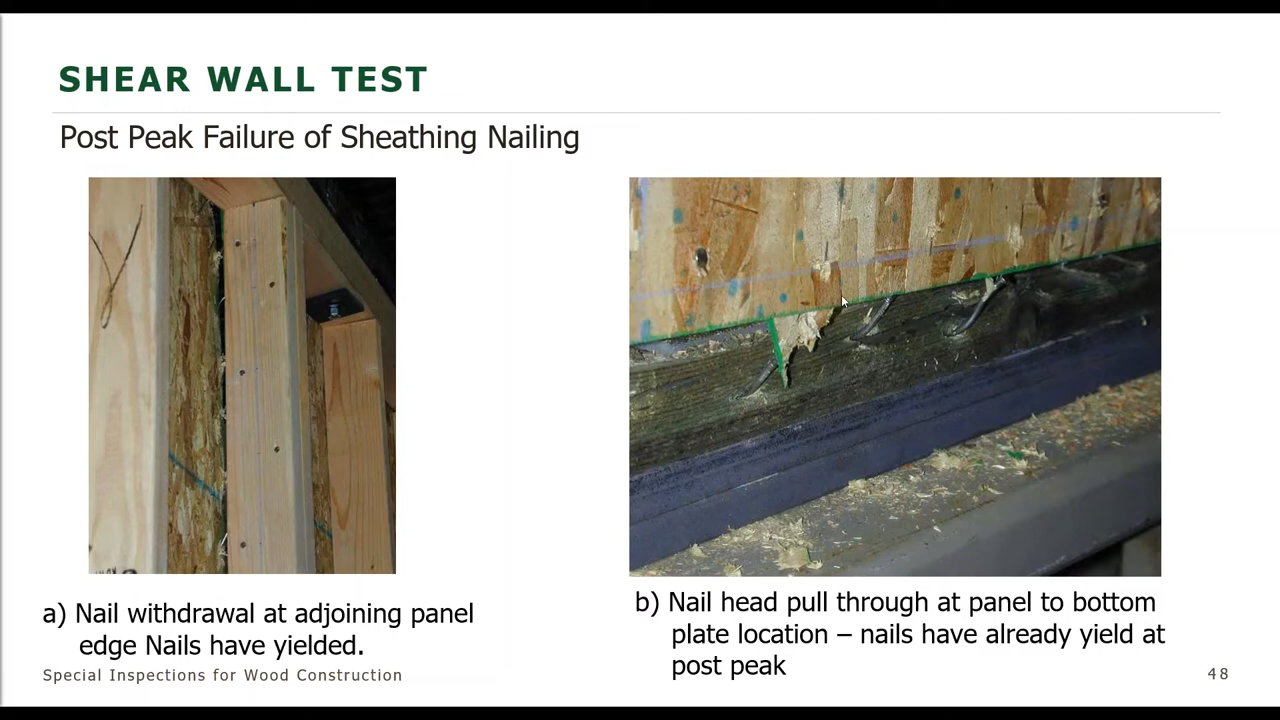 SHEAR WALL TEST
Post Peak Failure of Sheathing Nailing
a) Nail withdrawal at adjoining panel
edge Nails have yielded.
b) Nail head pull through at panel to bottom
plate location – nails have already yield at
post peak
Special Inspections for Wood Construction
48